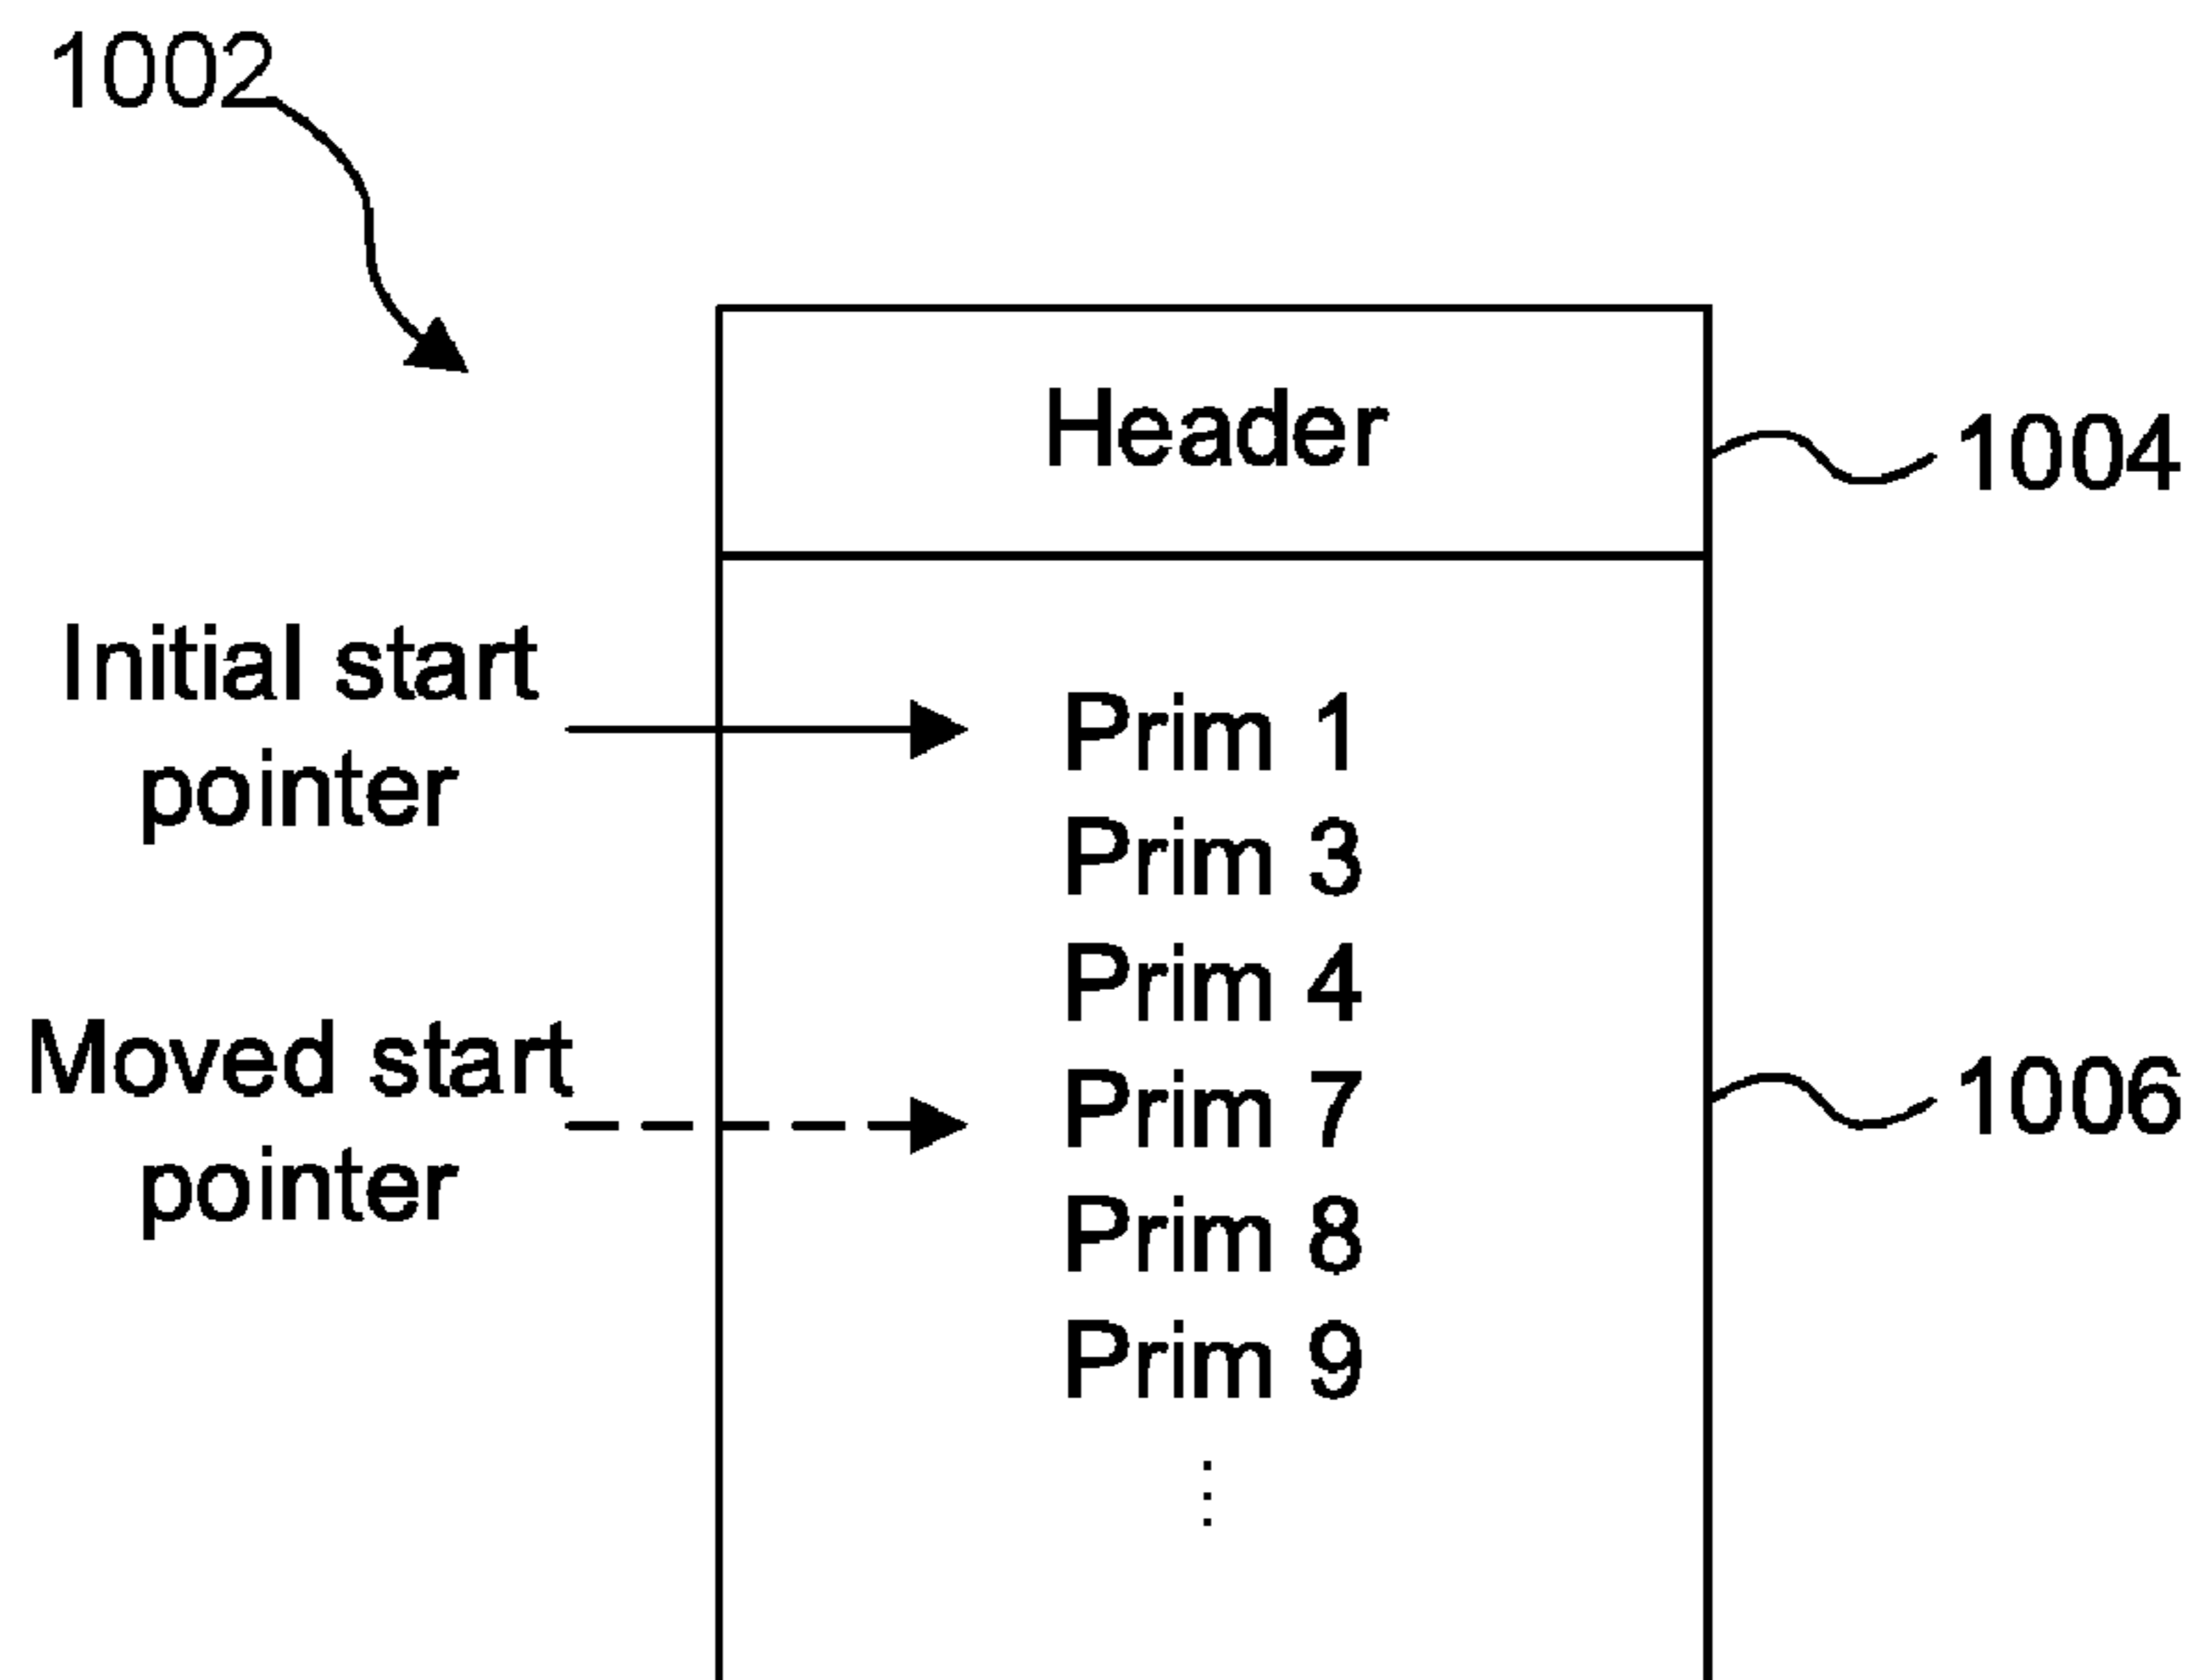 1002
Header
1004
Initial start
pointer
Prim 1
Prim 3
Prim 4
Moved start
pointer
Prim 7
1006
Prim 8
Prim 9
⋮